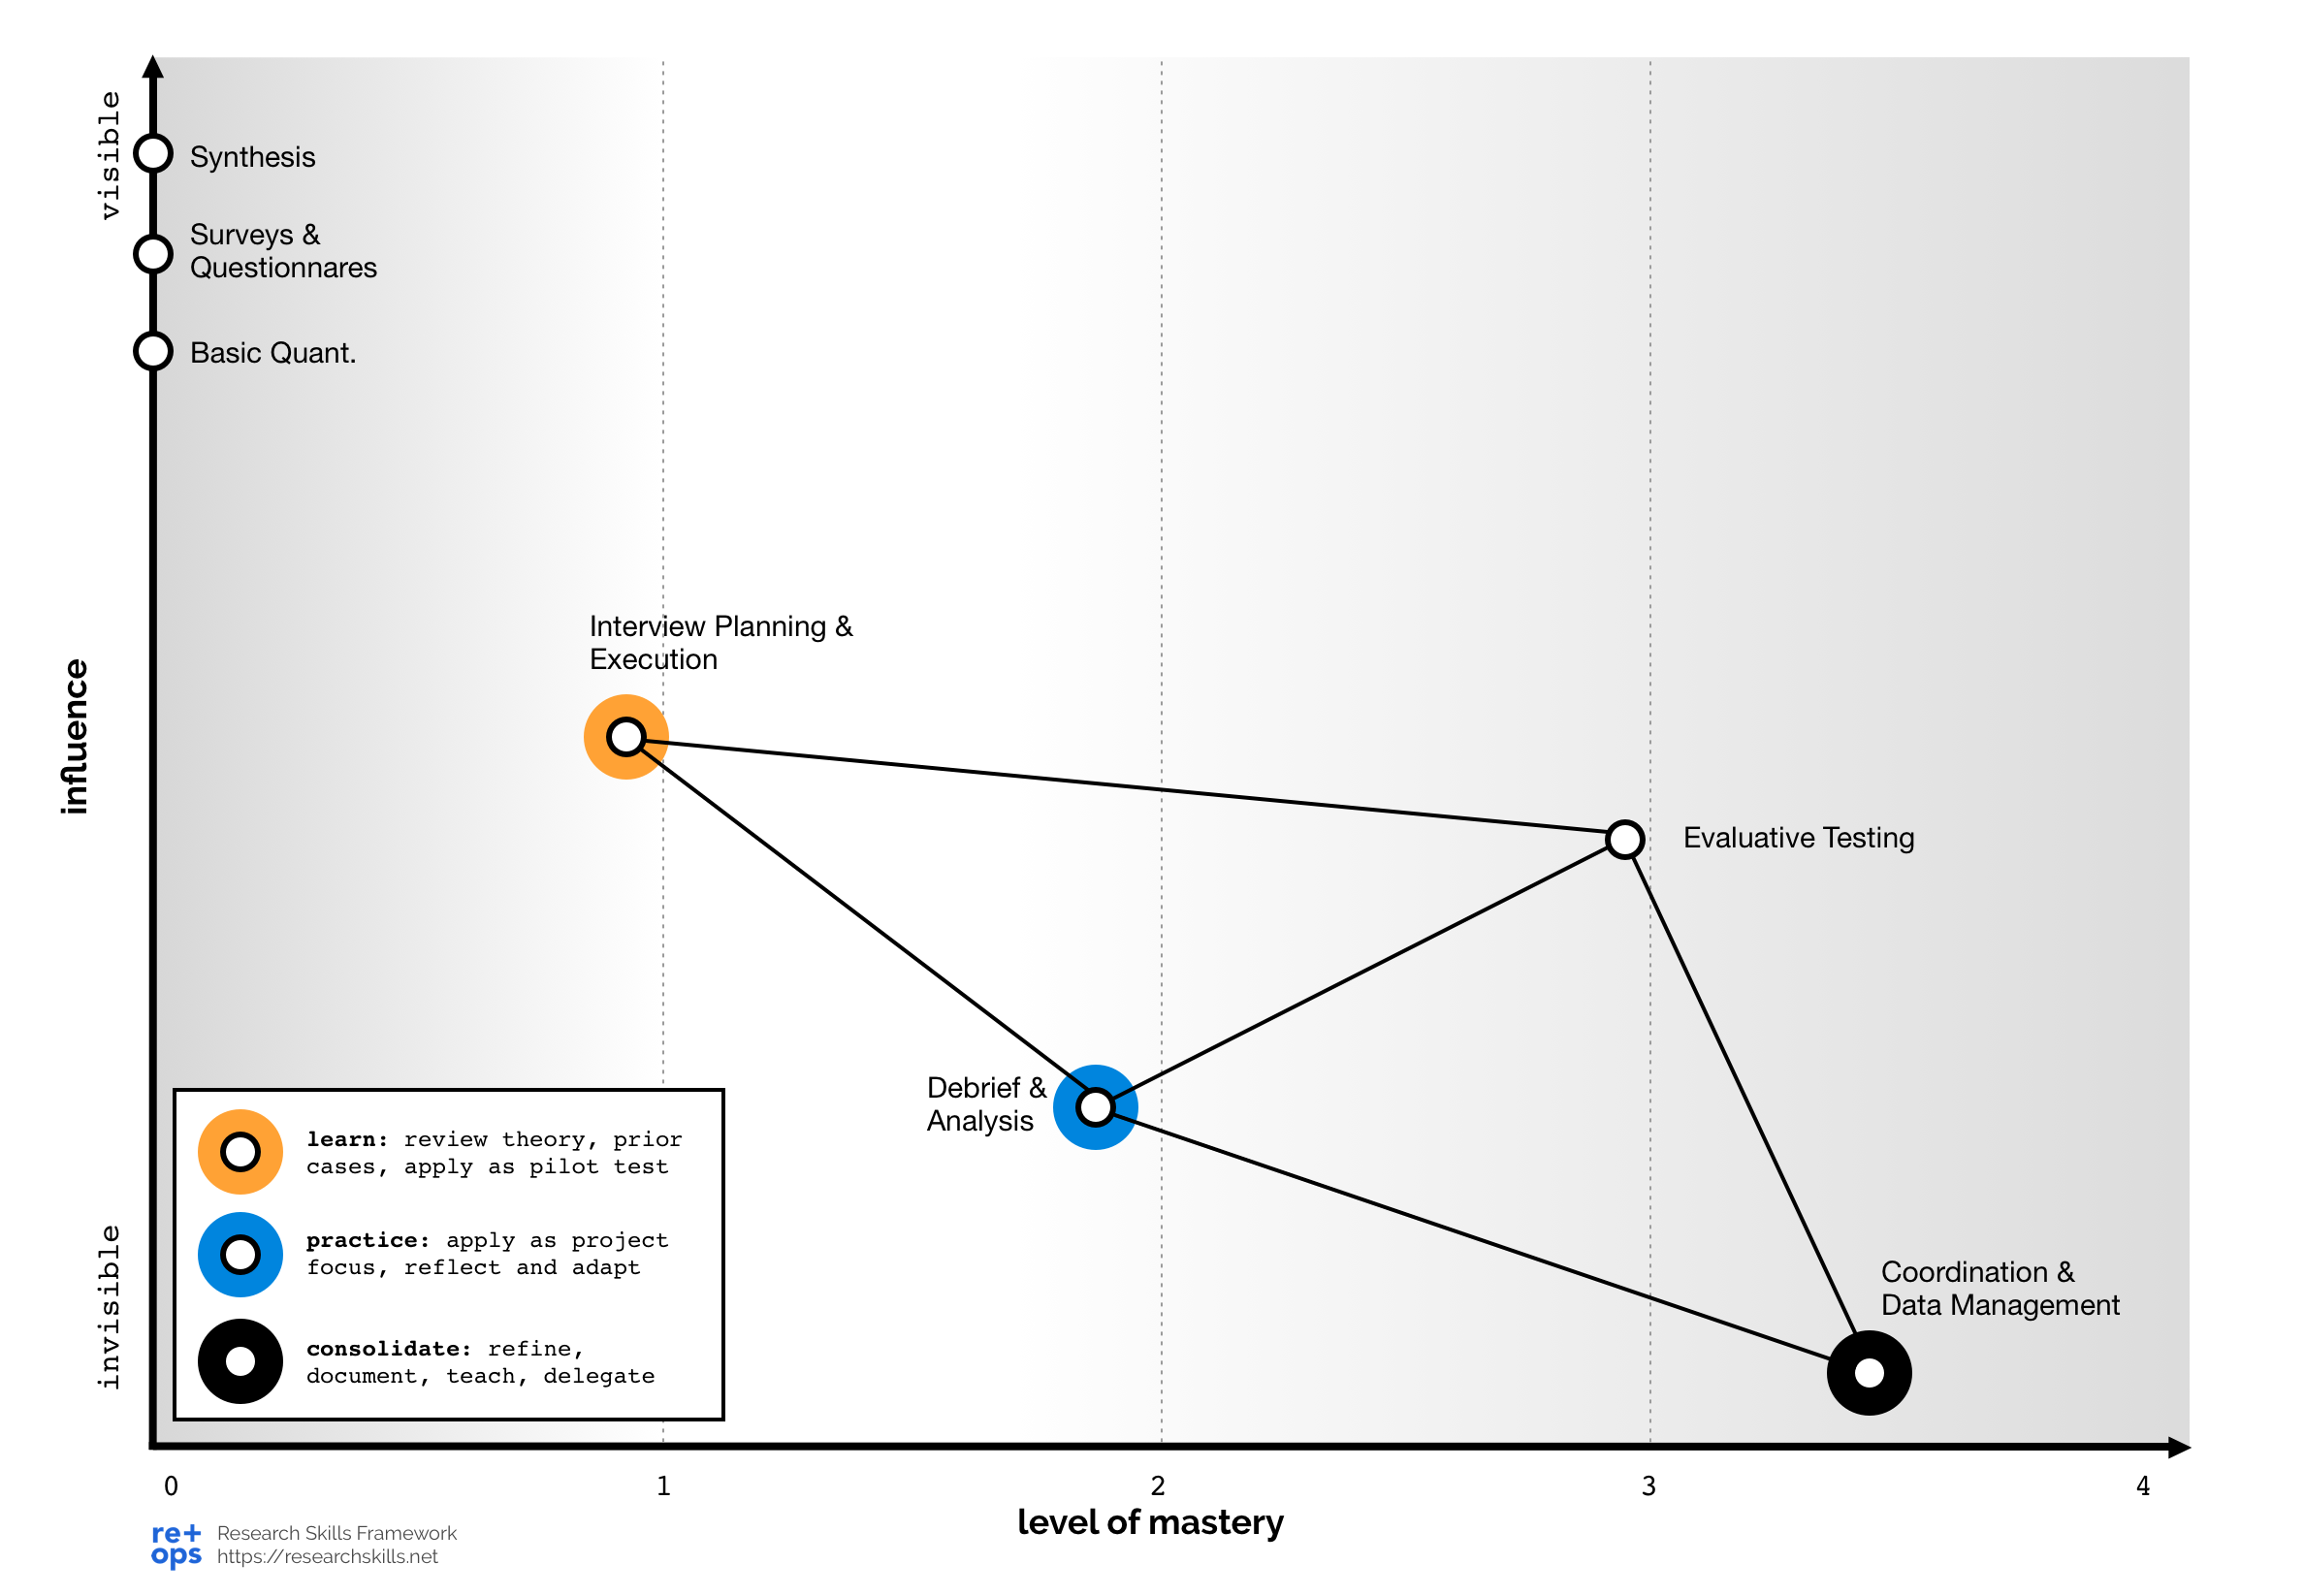 visible
Synthesis
Surveys &
Questionnares
Basic Quant.
influence
Interview Planning &
Execution
Evaluative Testing
Debrief &
Analysis
Coordination &
Data Management
invisible
learn: review theory, prior
cases, apply as pilot test
practice: apply as project
focus, reflect and adapt
consolidate: refine,
document, teach, delegate
0 1 2 3 4
level of mastery
re+
ops
Research Skills Framework
https://researchskills.net